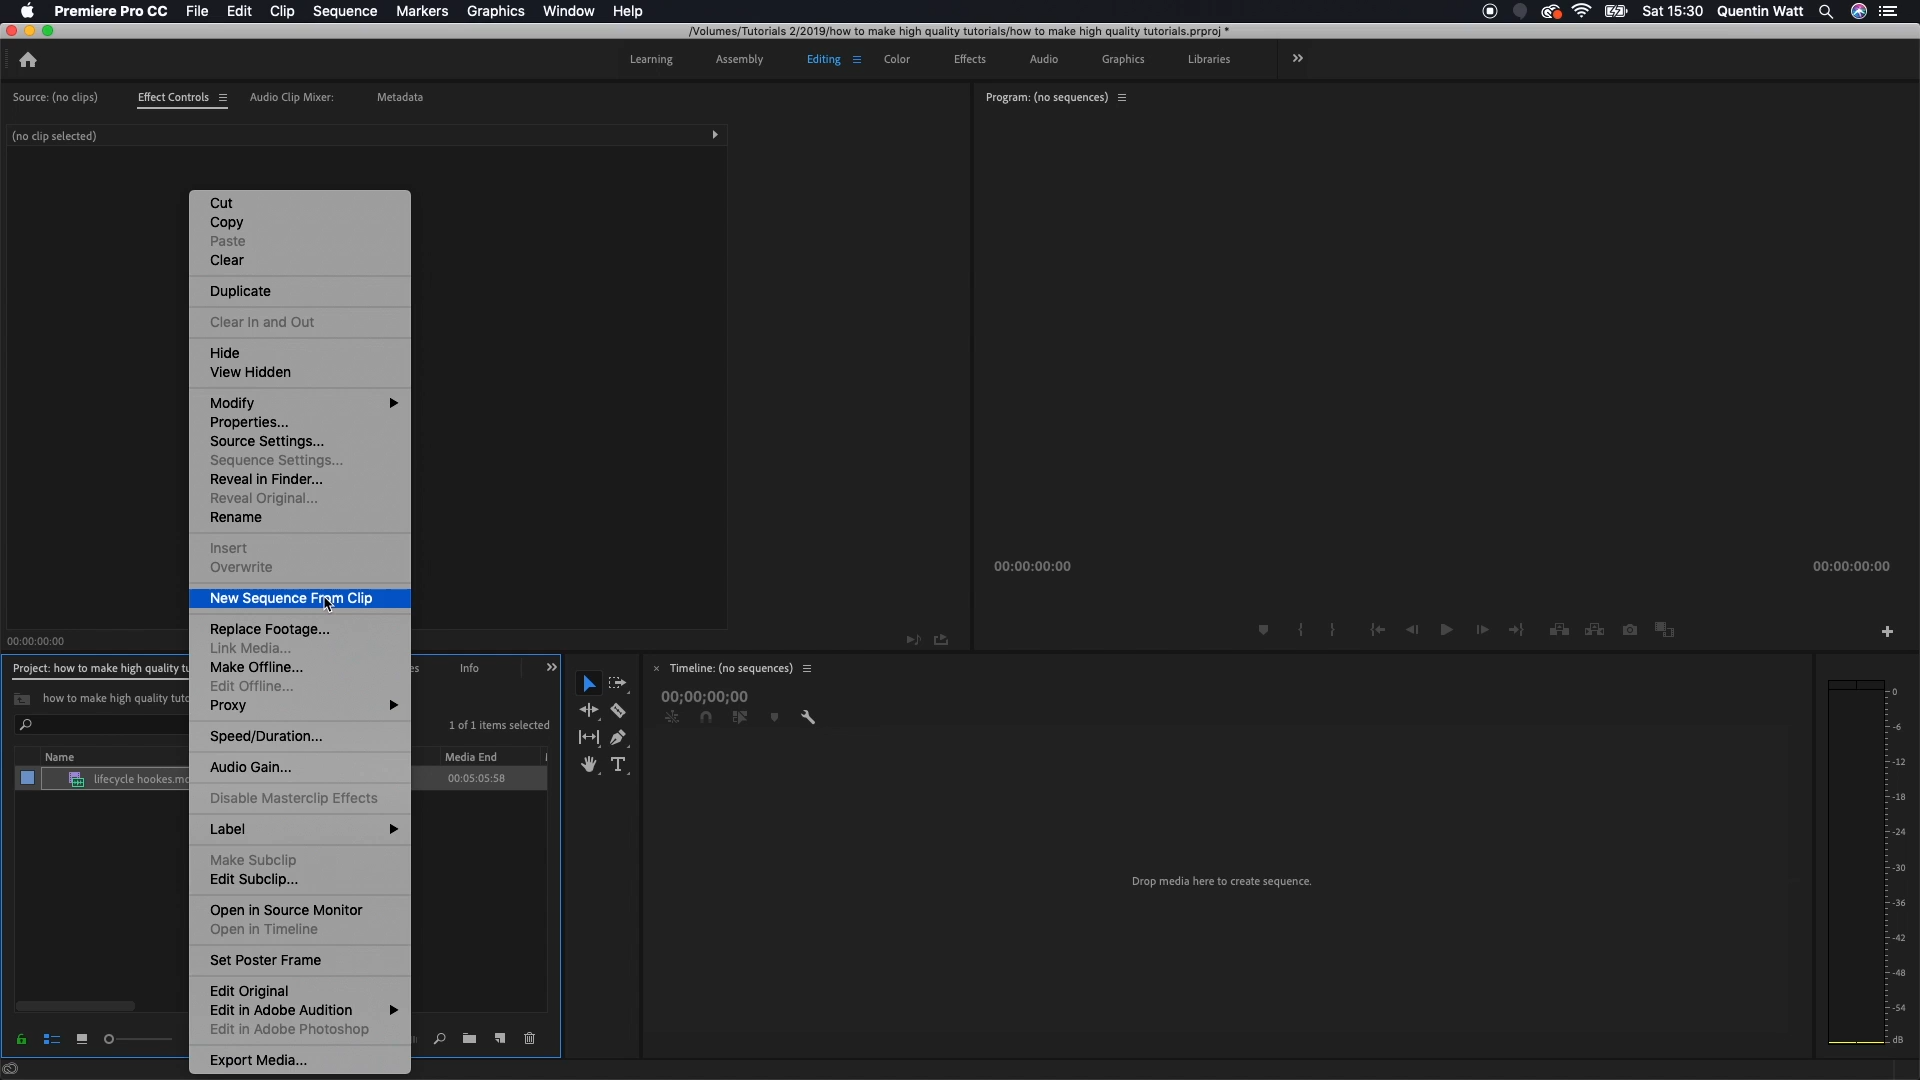 Premiere Pro CC File Edit Clip Sequence Markers Graphics Window Help Sat 15:30 Quentin Watt
/Volumes/Tutorials 2/2019/how to make high quality tutorials/how to make high quality tutorials.prproj *
Learning Assembly Editing Color Effects Audio Graphics Libraries
Source: (no clips) Effect Controls Audio Clip Mixer: Metadata
Program: (no sequences)
(no clip selected)
Cut
Copy
Paste
Clear
Duplicate
Clear In and Out
Hide
View Hidden
Modify
Properties...
Source Settings...
Sequence Settings...
Reveal in Finder...
Reveal Original...
Rename
Insert
Overwrite
New Sequence From Clip
Replace Footage...
Link Media...
Make Offline...
Edit Offline...
Proxy
Speed/Duration...
Audio Gain...
Disable Masterclip Effects
Label
Make Subclip
Edit Subclip...
Open in Source Monitor
Open in Timeline
Set Poster Frame
Edit Original
Edit in Adobe Audition
Edit in Adobe Photoshop
Export Media...
00:00:00:00
00:00:00:00 00:00:00:00
Project: how to make high quality tu es Info
how to make high quality tuto
1 of 1 items selected
Name Media End
lifecycle hookes.mo 00:05:05:58
Timeline: (no sequences)
00;00;00;00
Drop media here to create sequence.
0
-6
-12
-18
-24
-30
-36
-42
-48
-54
dB